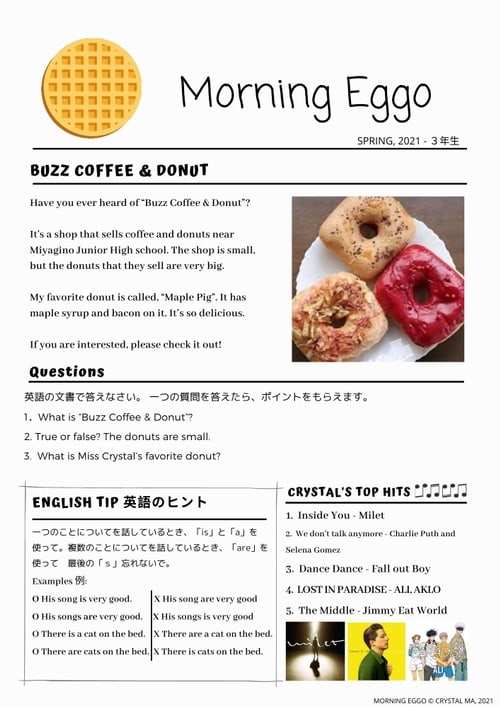 Morning Eggo
SPRING, 2021 - 3年生
BUZZ COFFEE & DONUT
Have you ever heard of “Buzz Coffee & Donut”?
It's a shop that sells coffee and donuts near
Miyagino Junior High school. The shop is small,
but the donuts that they sell are very big.
My favorite donut is called, “Maple Pig”. It has
maple syrup and bacon on it. It's so delicious.
If you are interested, please check it out!
Questions
英語の文書で答えなさい。 一つの質問を答えたら、ポイントをもらえます。
1. What is “Buzz Coffee & Donut”?
2. True or false? The donuts are small.
3. What is Miss Crystal's favorite donut?
ENGLISH TIP 英語のヒント
一つのことについてを話しているとき、「is」と「a」を
使って。複数のことについてを話しているとき、「are」を
使って 最後の「s」忘れないで。
Examples 例:
O His song is very good.
X His song are very good
O His songs are very good.
X His songs is very good
O There is a cat on the bed.
X There are a cat on the bed.
O There are cats on the bed.
X There is cats on the bed.
CRYSTAL'S TOP HITS
1. Inside You - Milet
2. We don't talk anymore - Charlie Puth and
Selena Gomez
3. Dance Dance - Fall out Boy
4. LOST IN PARADISE - ALI, AKLO
5. The Middle - Jimmy Eat World
milet
ALI
MORNING EGGO © CRYSTAL MA, 2021